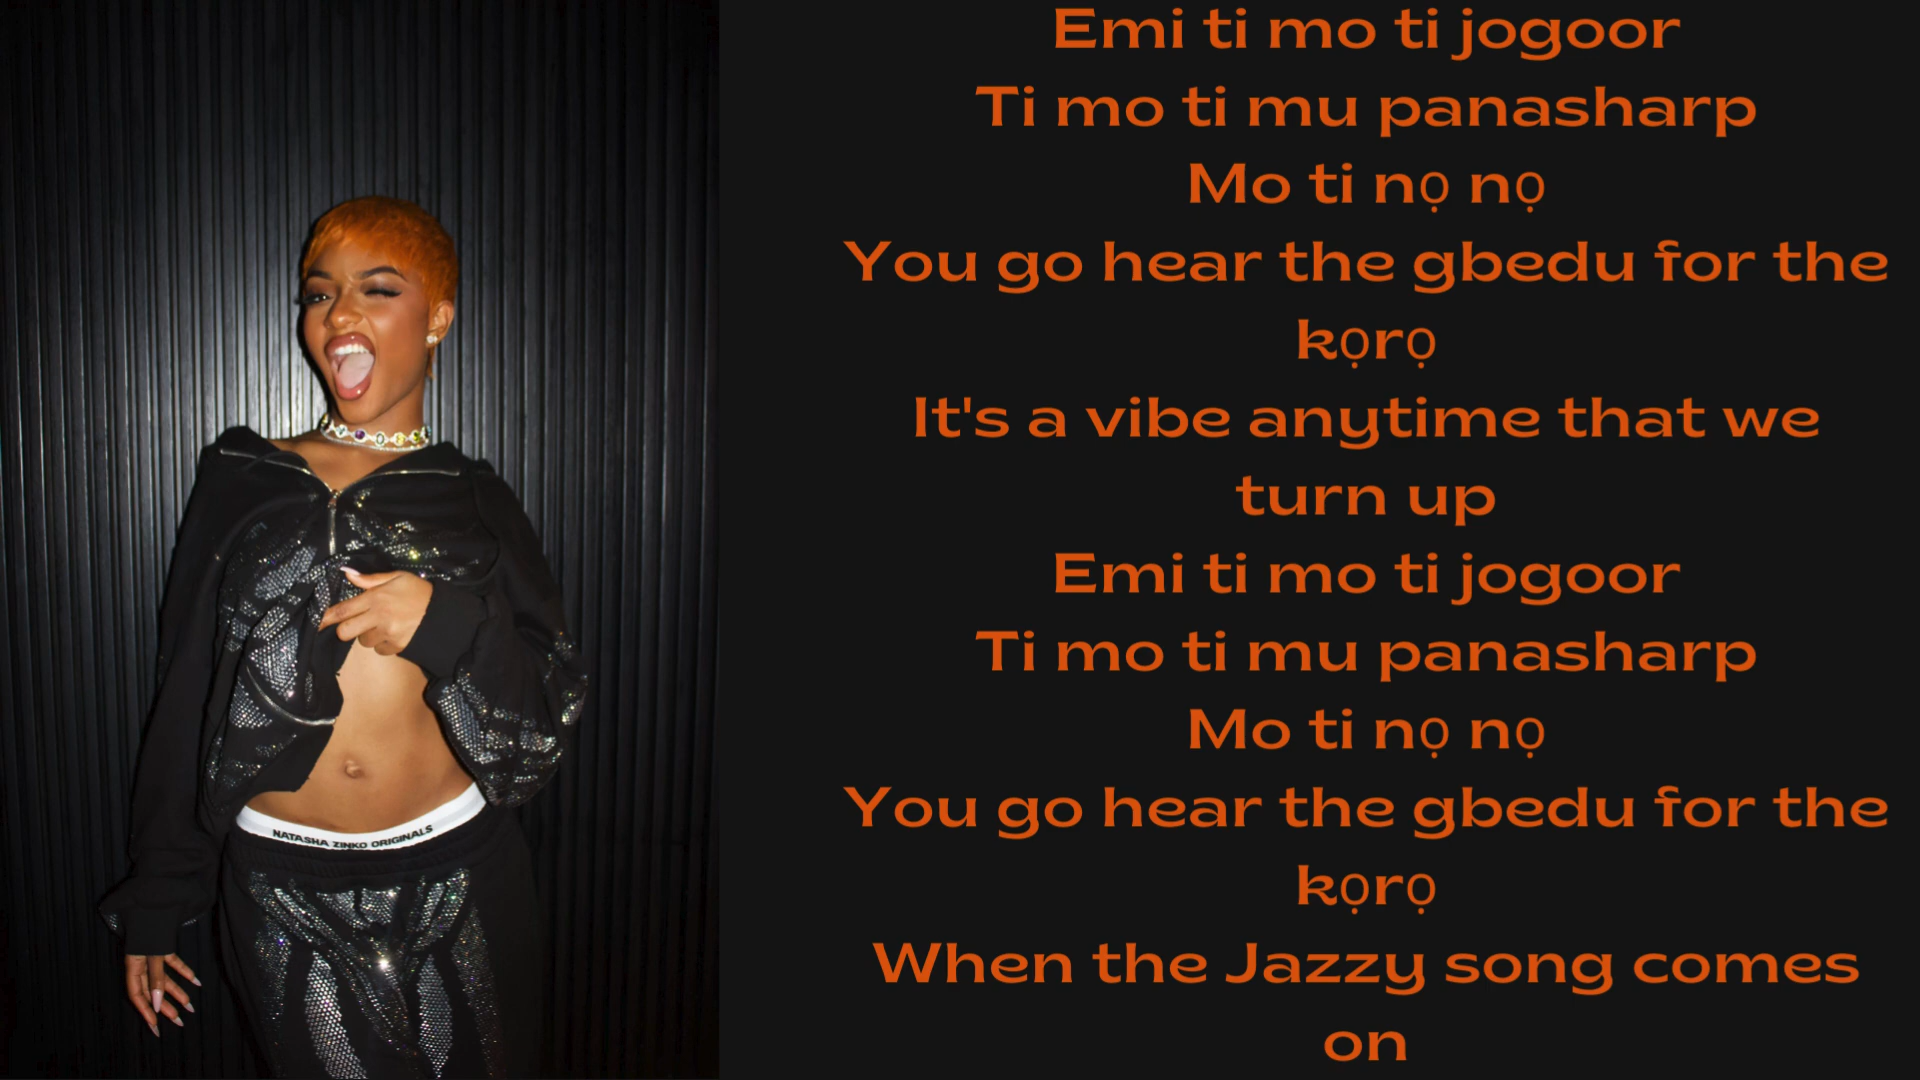 Emi ti mo ti jogoor
Ti mo ti mu panasharp
Mo ti nọ nọ
You go hear the gbedu for the
kọrọ
It's a vibe anytime that we
turn up
Emi ti mo ti jogoor
Ti mo ti mu panasharp
Mo ti nọ nọ
You go hear the gbedu for the
kọrọ
When the Jazzy song comes
on
NATASHA ZINKO ORIGINALS